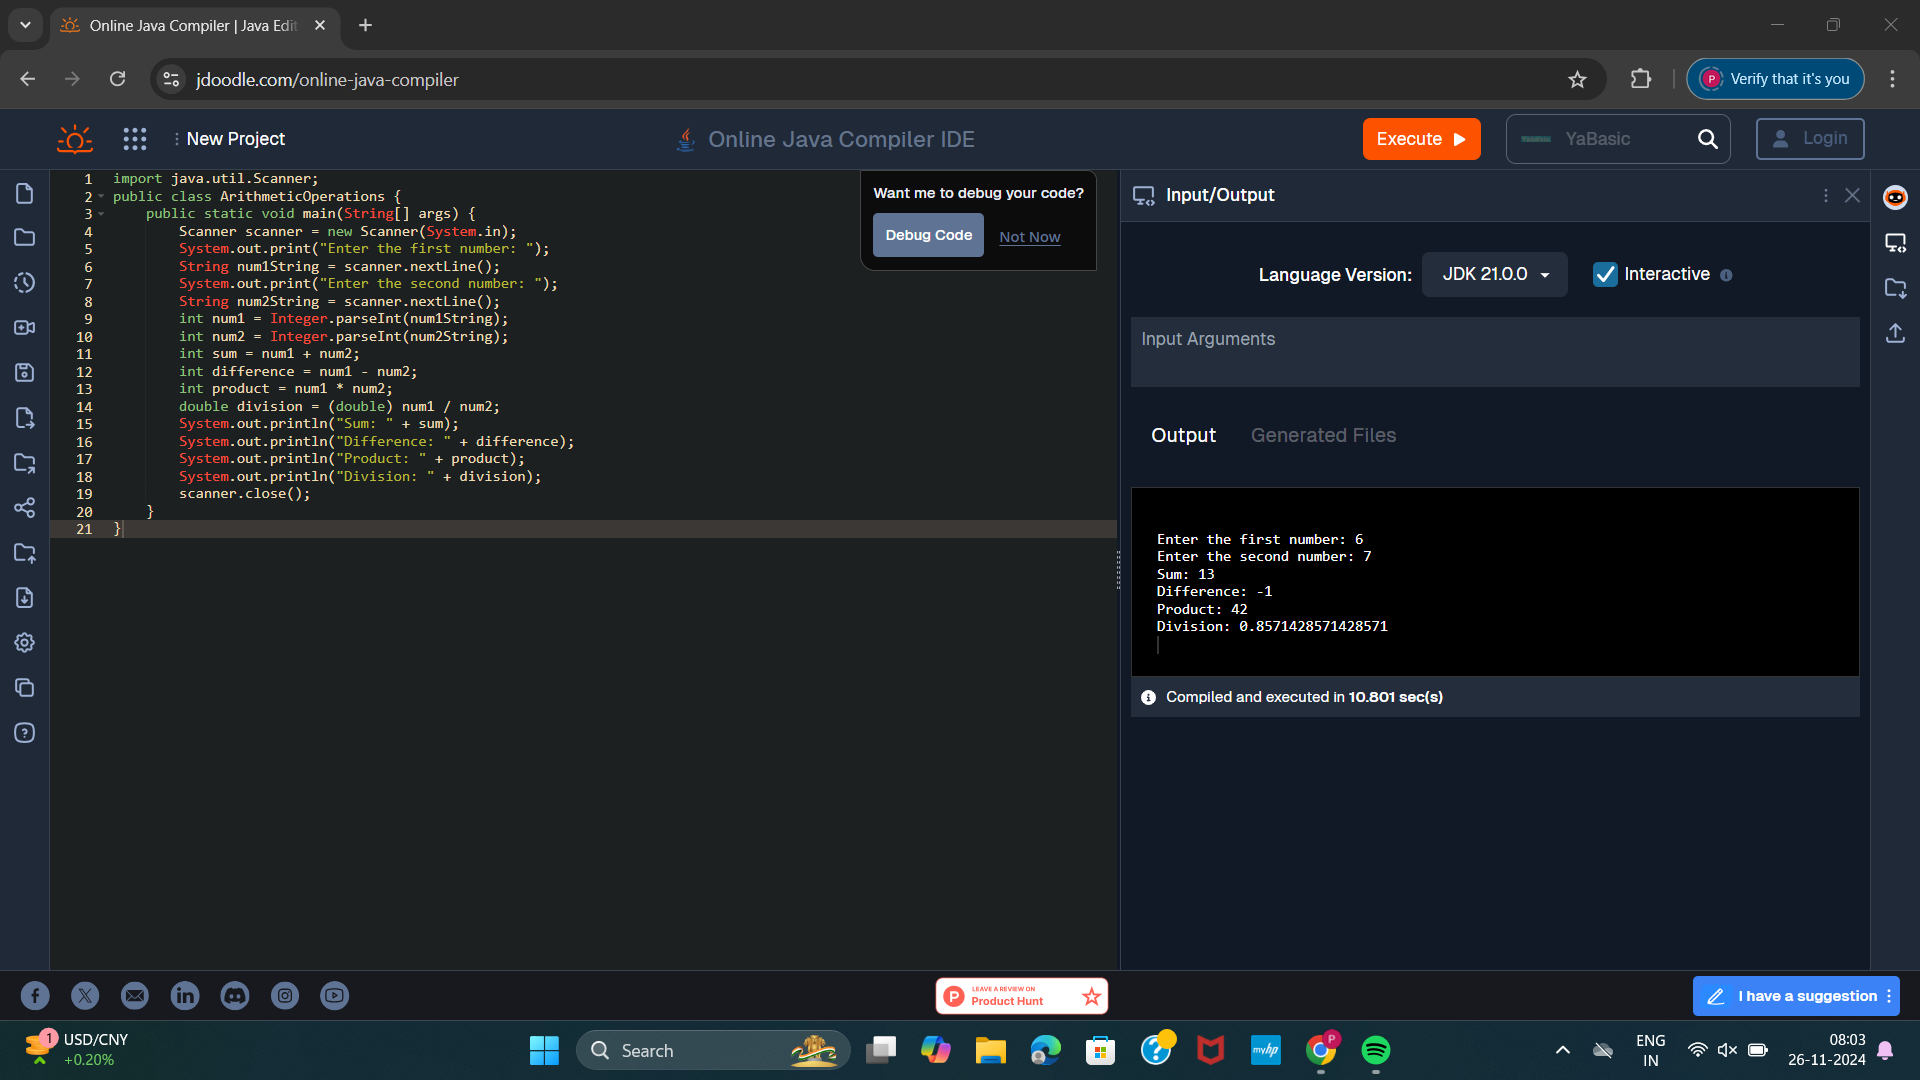 Online Java Compiler | Java Edit
jdoodle.com/online-java-compiler
P Verify that it's you
New Project
Online Java Compiler IDE
Execute
YaBasic
Login
1 import java.util.Scanner;
2 public class ArithmeticOperations {
3 public static void main(String[] args) {
4 Scanner scanner = new Scanner(System.in);
5 System.out.print("Enter the first number: ");
6 String num1String = scanner.nextLine();
7 System.out.print("Enter the second number: ");
8 String num2String = scanner.nextLine();
9 int num1 = Integer.parseInt(num1String);
10 int num2 = Integer.parseInt(num2String);
11 int sum = num1 + num2;
12 int difference = num1 - num2;
13 int product = num1 * num2;
14 double division = (double) num1 / num2;
15 System.out.println("Sum: " + sum);
16 System.out.println("Difference: " + difference);
17 System.out.println("Product: " + product);
18 System.out.println("Division: " + division);
19 scanner.close();
20 }
21 }
Want me to debug your code?
Debug Code Not Now
Input/Output
Language Version: JDK 21.0.0 Interactive
Input Arguments
Output Generated Files
Enter the first number: 6
Enter the second number: 7
Sum: 13
Difference: -1
Product: 42
Division: 0.8571428571428571
Compiled and executed in 10.801 sec(s)
LEAVE A REVIEW ON
Product Hunt
I have a suggestion
1 USD/CNY
+0.20%
Search
myhp
P
ENG
IN
08:03
26-11-2024